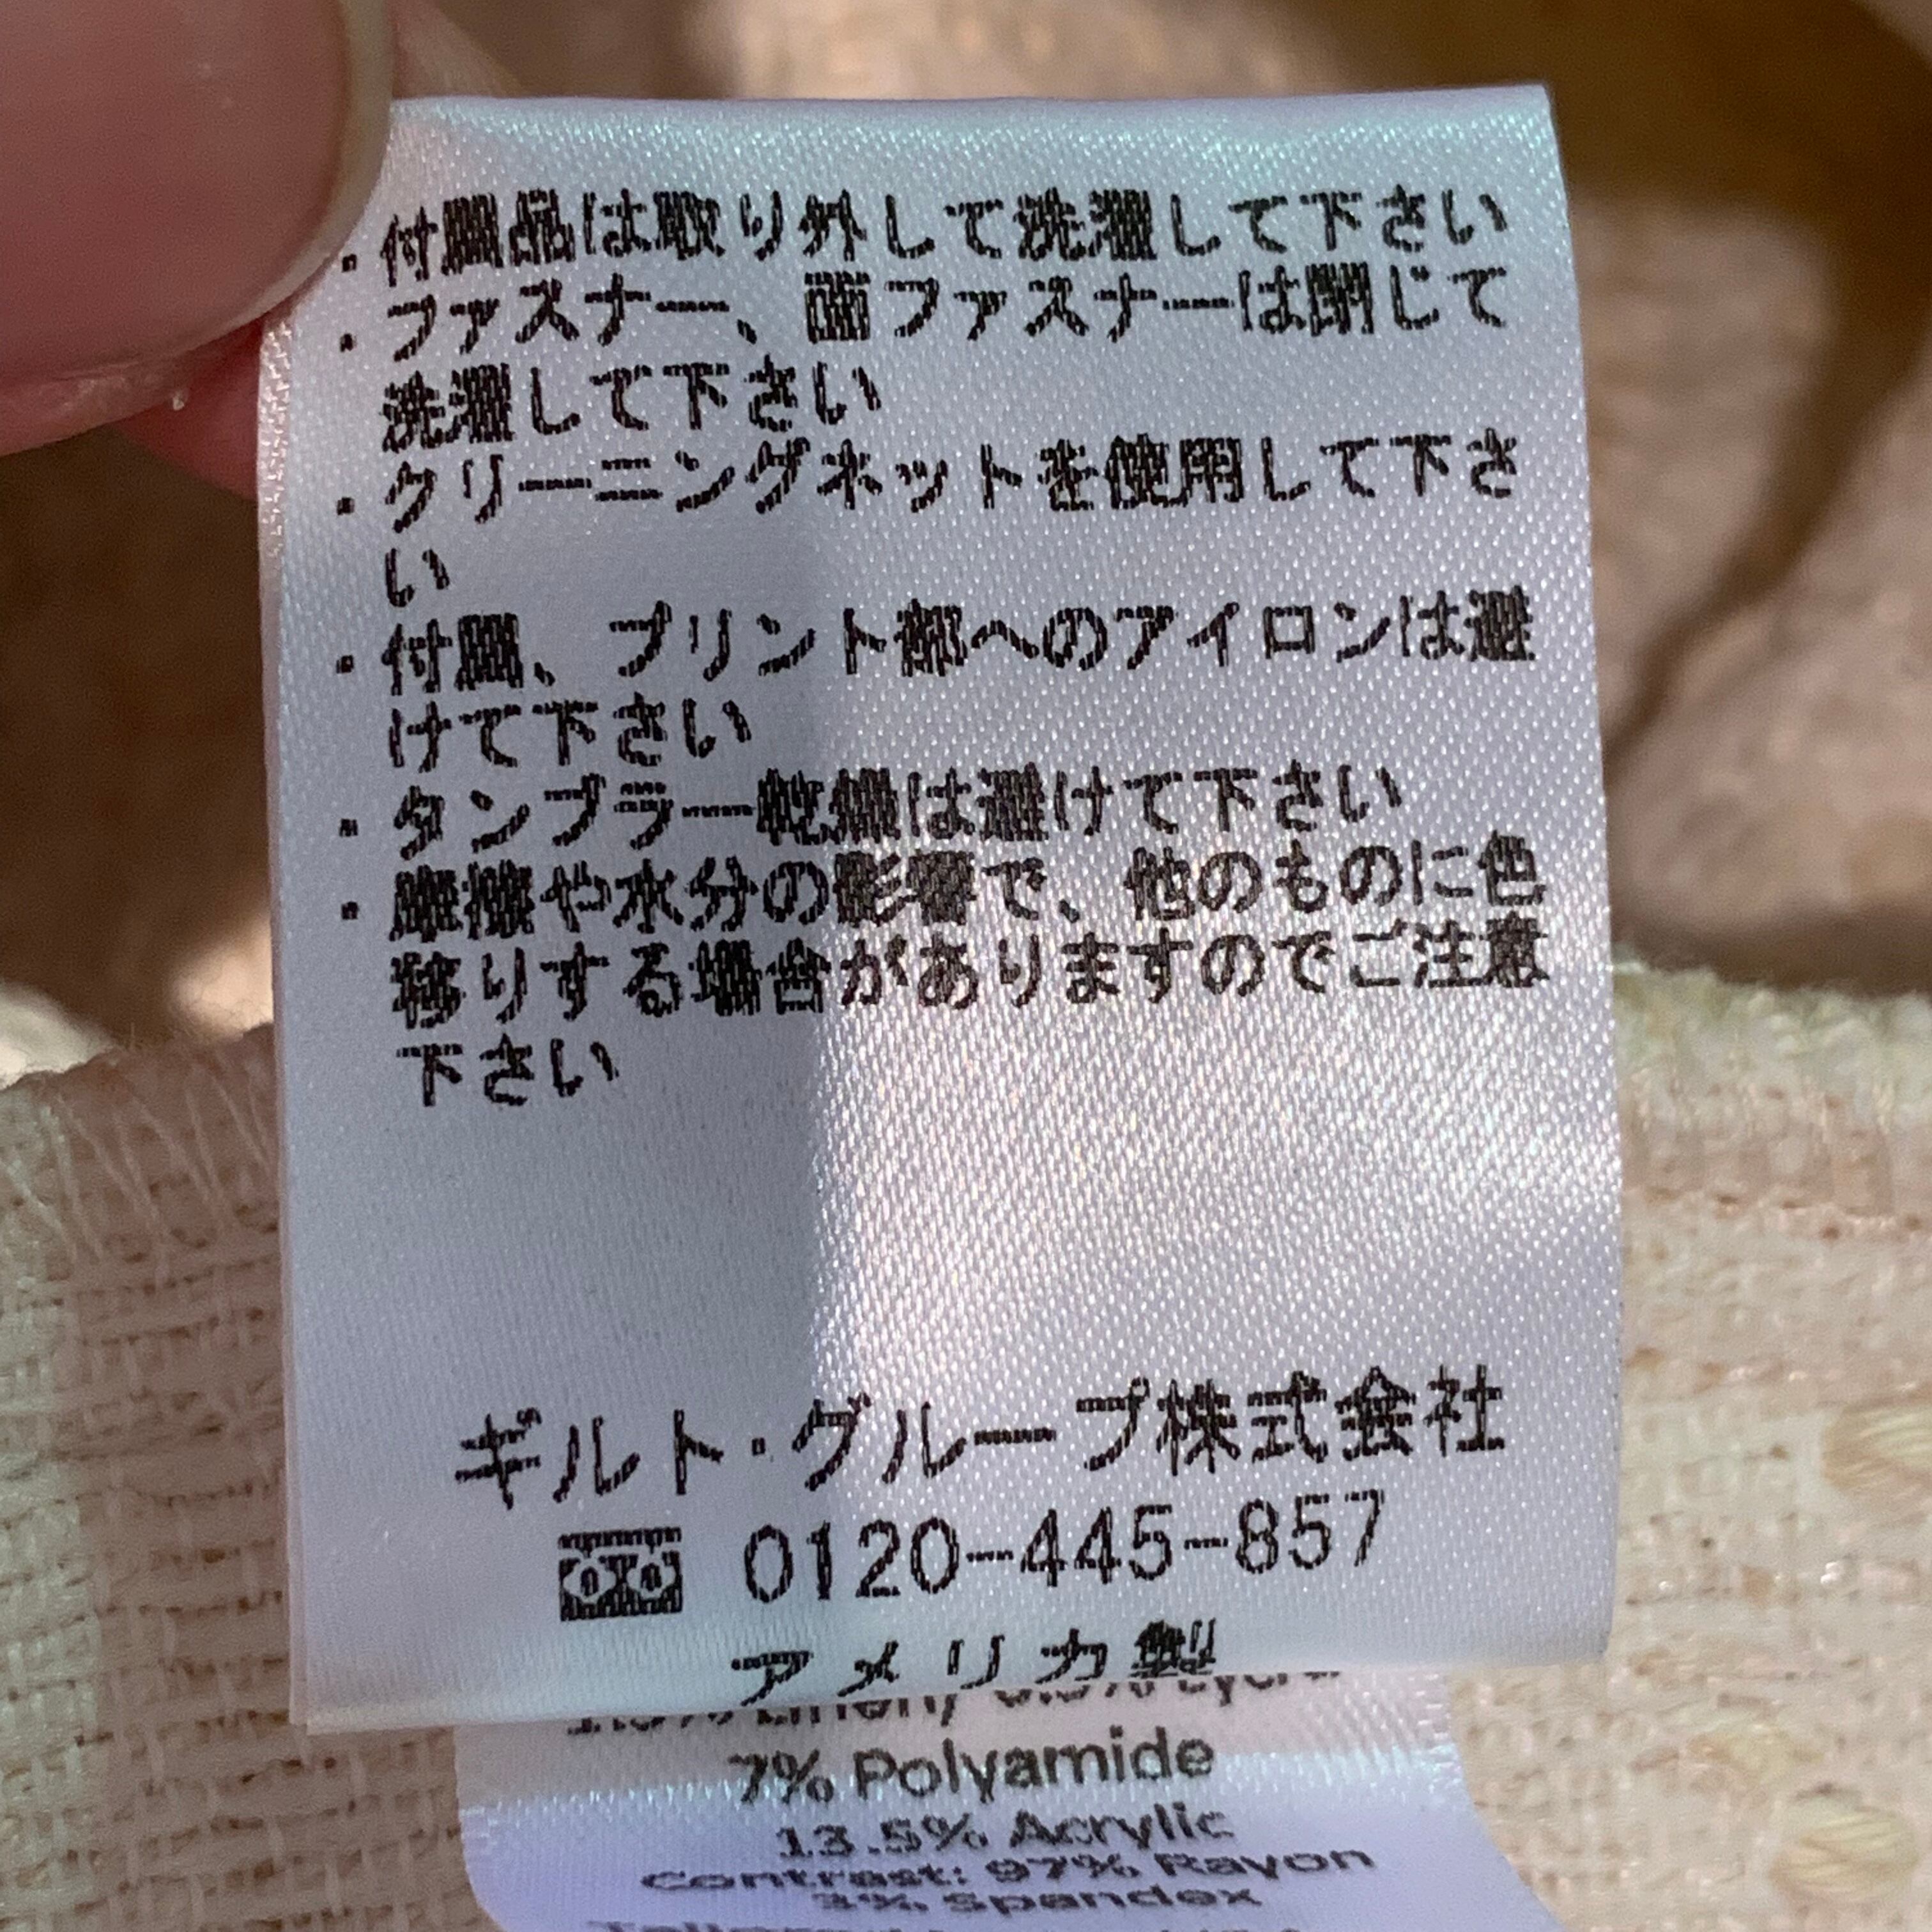 ・付属品は取り外して洗濯して下さい
・ファスナー、面ファスナーは閉じて
洗濯して下さい
・クリーニングネットを使用して下さ
い
・付属、プリント部へのアイロンは避
けて下さい
・タンブラー乾燥は避けて下さい
・摩擦や水分の影響で、他のものに色
移りする場合がありますのでご注意
下さい
ギルト・グループ株式会社
0120-445-857
アメリカ製
7% Polyamide
13.5% Acrylic
Contrast: 97% Rayon
3% Spandex